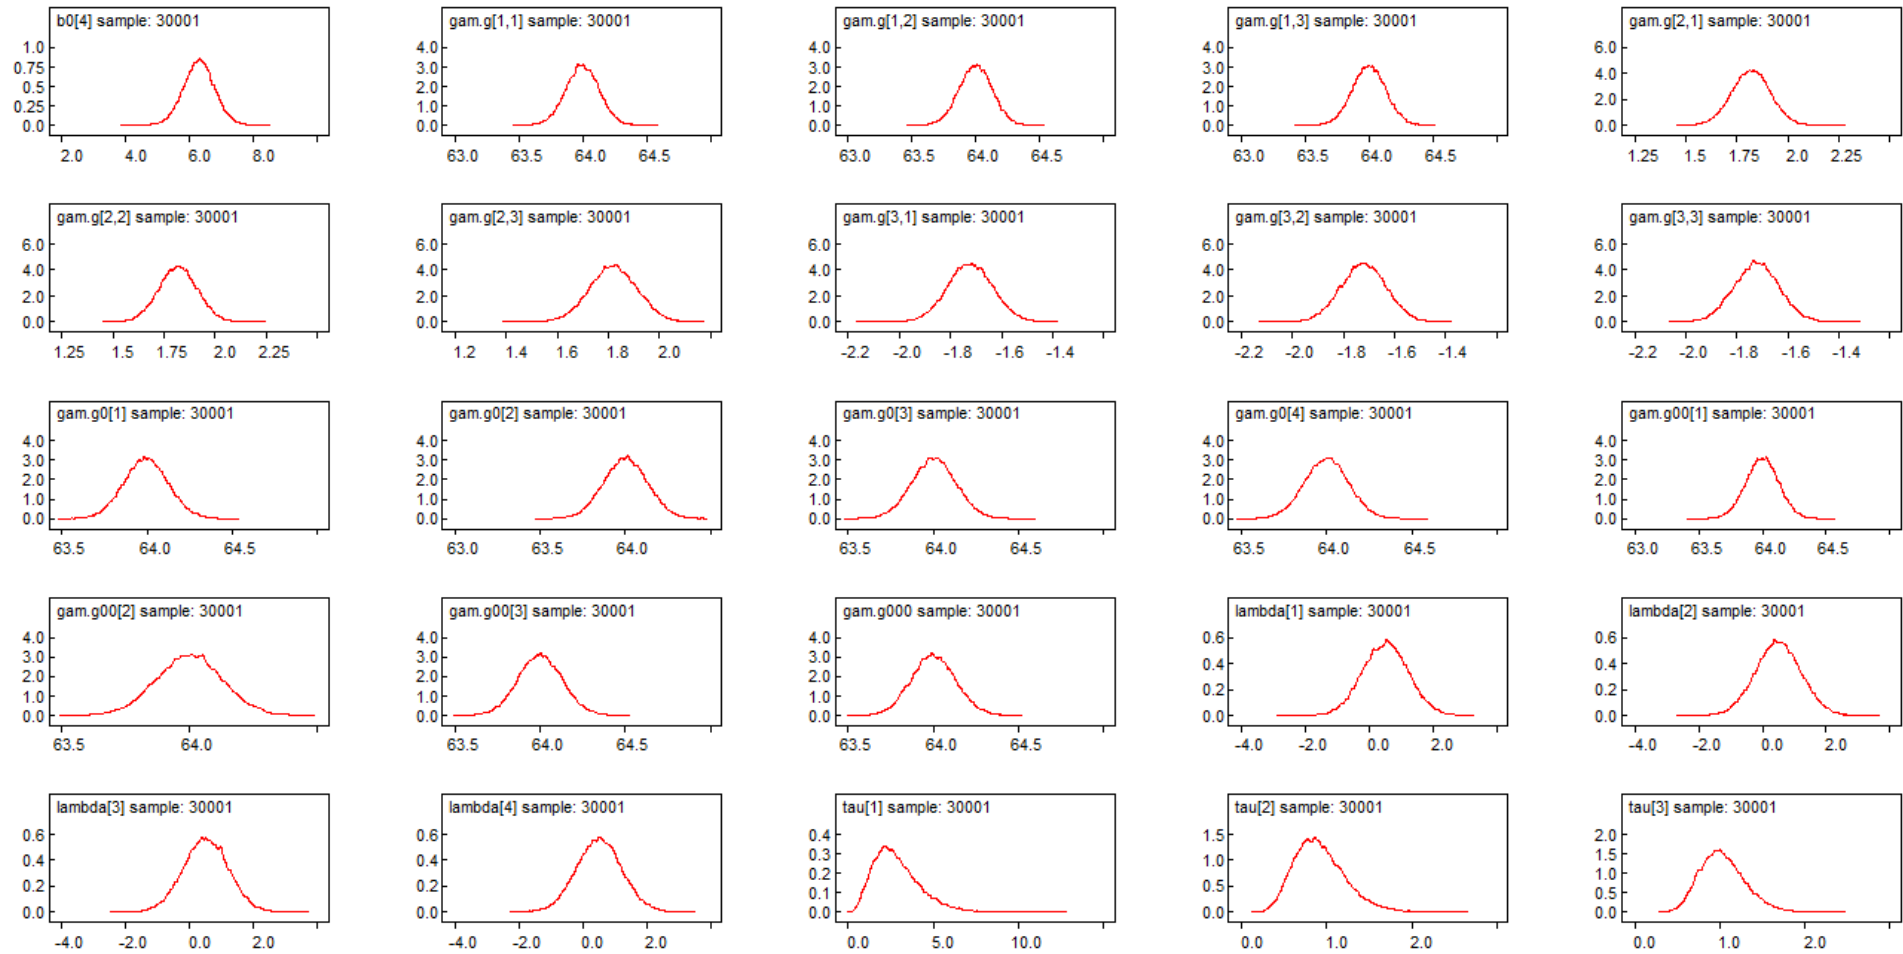 b0[4] sample: 30001
1.0
0.75
0.5
0.25
0.0
2.0 4.0 6.0 8.0
gam.g[1,1] sample: 30001
4.0
3.0
2.0
1.0
0.0
63.0 63.5 64.0 64.5
gam.g[1,2] sample: 30001
4.0
3.0
2.0
1.0
0.0
63.0 63.5 64.0 64.5
gam.g[1,3] sample: 30001
4.0
3.0
2.0
1.0
0.0
63.0 63.5 64.0 64.5
gam.g[2,1] sample: 30001
6.0
4.0
2.0
0.0
1.25 1.5 1.75 2.0 2.25
gam.g[2,2] sample: 30001
6.0
4.0
2.0
0.0
1.25 1.5 1.75 2.0 2.25
gam.g[2,3] sample: 30001
6.0
4.0
2.0
0.0
1.2 1.4 1.6 1.8 2.0
gam.g[3,1] sample: 30001
6.0
4.0
2.0
0.0
-2.2 -2.0 -1.8 -1.6 -1.4
gam.g[3,2] sample: 30001
6.0
4.0
2.0
0.0
-2.2 -2.0 -1.8 -1.6 -1.4
gam.g[3,3] sample: 30001
6.0
4.0
2.0
0.0
-2.2 -2.0 -1.8 -1.6 -1.4
gam.g0[1] sample: 30001
4.0
3.0
2.0
1.0
0.0
63.5 64.0 64.5
gam.g0[2] sample: 30001
4.0
3.0
2.0
1.0
0.0
63.0 63.5 64.0
gam.g0[3] sample: 30001
4.0
3.0
2.0
1.0
0.0
63.5 64.0 64.5
gam.g0[4] sample: 30001
4.0
3.0
2.0
1.0
0.0
63.5 64.0 64.5
gam.g00[1] sample: 30001
4.0
3.0
2.0
1.0
0.0
63.0 63.5 64.0 64.5
gam.g00[2] sample: 30001
4.0
3.0
2.0
1.0
0.0
63.5 64.0
gam.g00[3] sample: 30001
4.0
3.0
2.0
1.0
0.0
63.5 64.0 64.5
gam.g000 sample: 30001
4.0
3.0
2.0
1.0
0.0
63.5 64.0 64.5
lambda[1] sample: 30001
0.6
0.4
0.2
0.0
-4.0 -2.0 0.0 2.0
lambda[2] sample: 30001
0.6
0.4
0.2
0.0
-4.0 -2.0 0.0 2.0
lambda[3] sample: 30001
0.6
0.4
0.2
0.0
-4.0 -2.0 0.0 2.0
lambda[4] sample: 30001
0.6
0.4
0.2
0.0
-4.0 -2.0 0.0 2.0
tau[1] sample: 30001
0.4
0.3
0.2
0.1
0.0
0.0 5.0 10.0
tau[2] sample: 30001
1.5
1.0
0.5
0.0
0.0 1.0 2.0
tau[3] sample: 30001
2.0
1.5
1.0
0.5
0.0
0.0 1.0 2.0